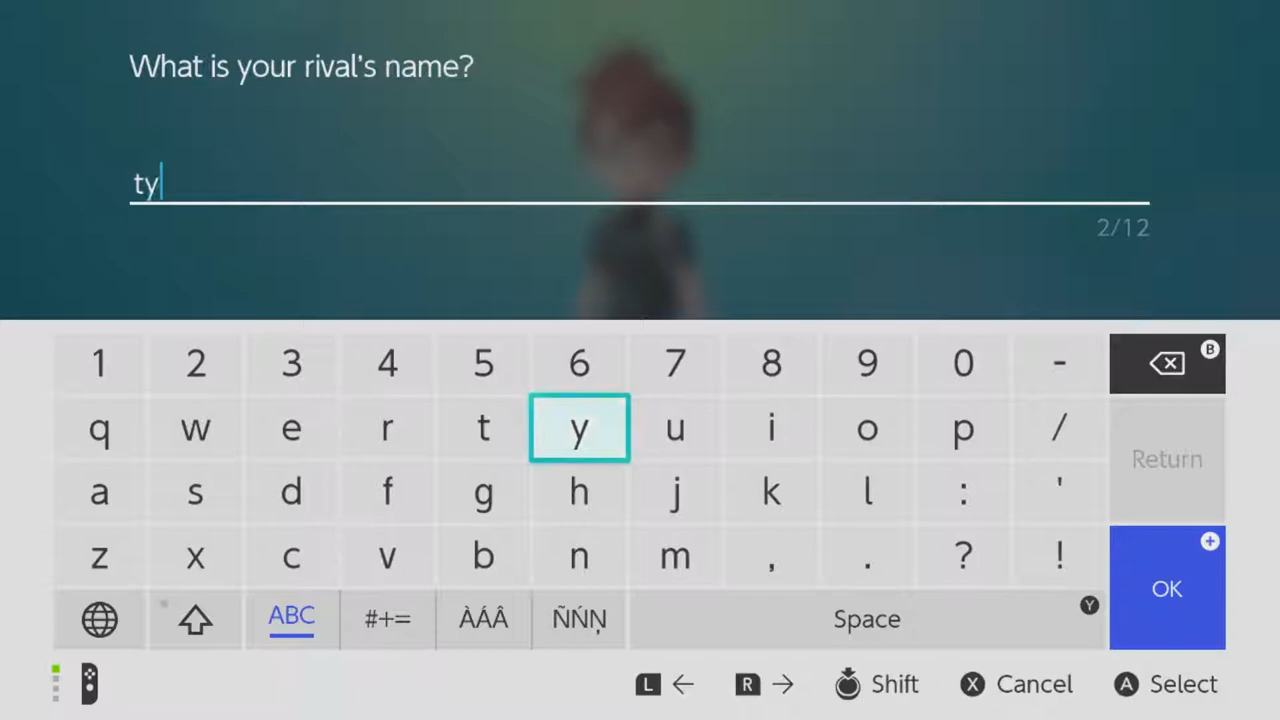 What is your rival's name?
ty
2/12
1 2 3 4 5 6 7 8 9 0 - B
q w e r t y u i o p /
Return
a s d f g h j k l : '
z x c v b n m , . ? ! +
OK
ABC #+= ÀÁÂ ÑŃŅ Space Y
L ← R → Shift X Cancel A Select